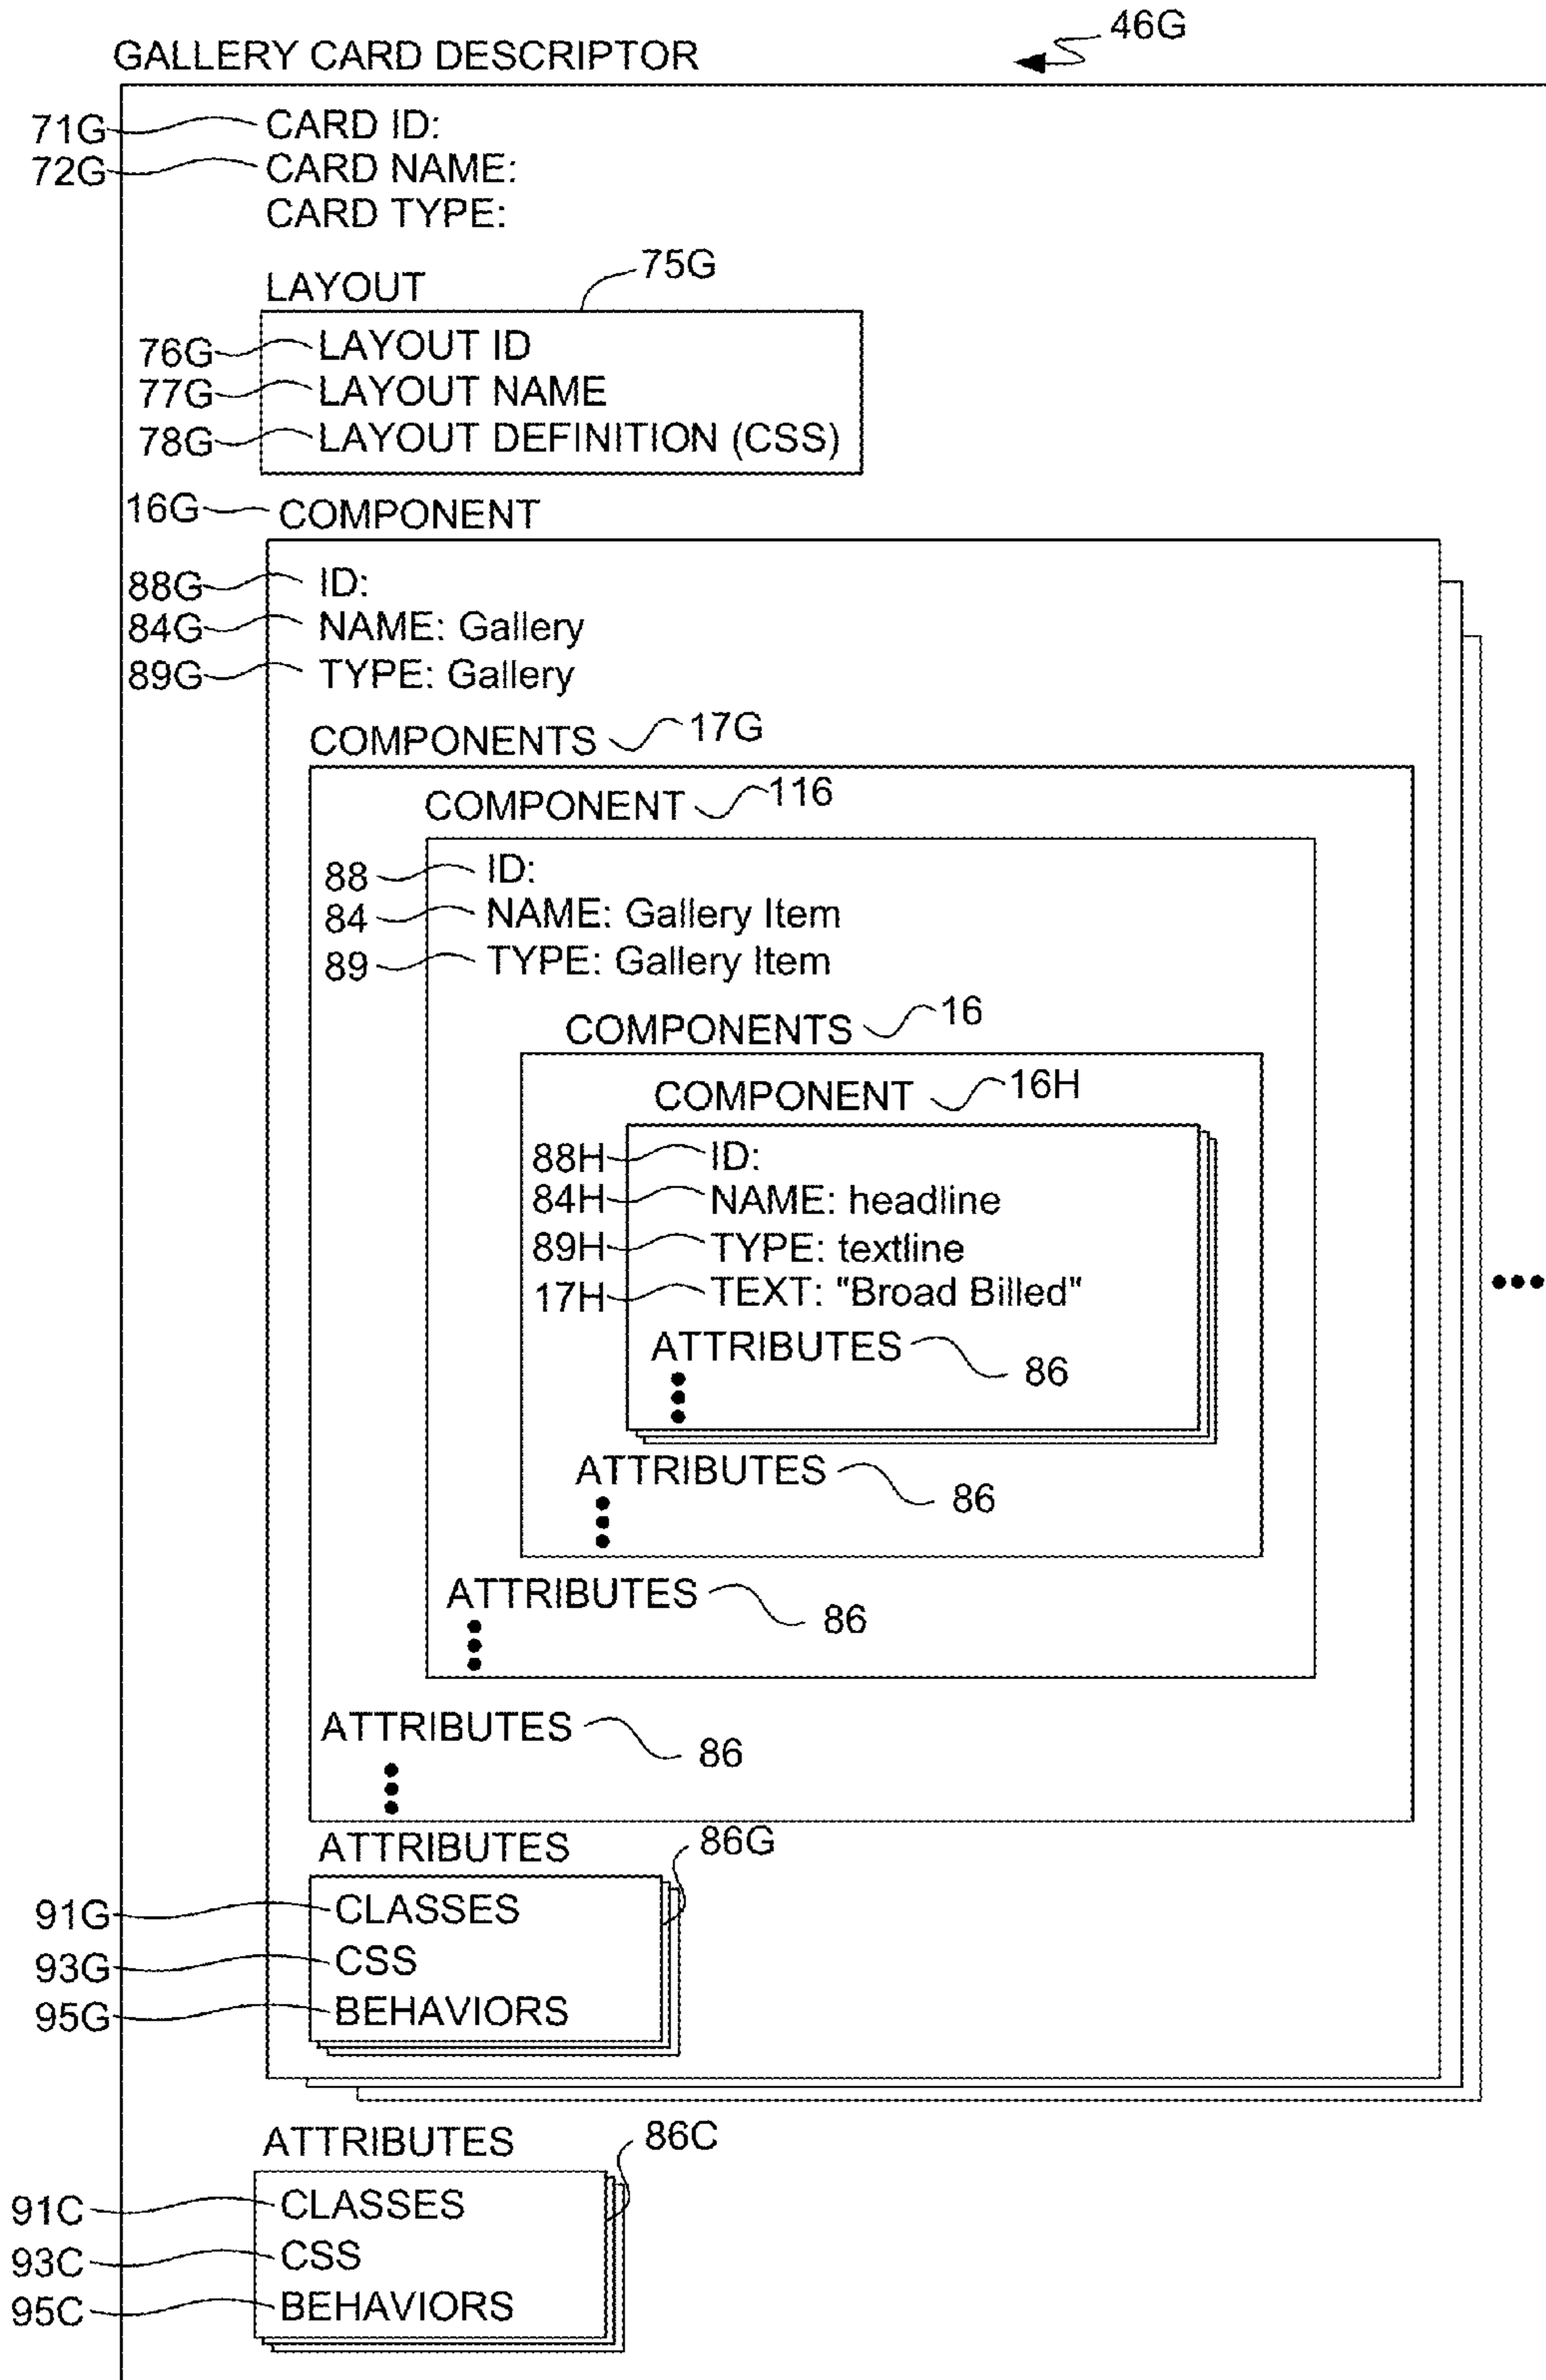 46G
GALLERY CARD DESCRIPTOR
71G CARD ID:
72G CARD NAME:
CARD TYPE:
75G
LAYOUT
76G LAYOUT ID
77G LAYOUT NAME
78G LAYOUT DEFINITION (CSS)
16G COMPONENT
88G ID:
84G NAME: Gallery
89G TYPE: Gallery
COMPONENTS 17G
COMPONENT 116
88 ID:
84 NAME: Gallery Item
89 TYPE: Gallery Item
COMPONENTS 16
COMPONENT 16H
88H ID:
84H NAME: headline
89H TYPE: textline
17H TEXT: "Broad Billed"
ATTRIBUTES 86
ATTRIBUTES 86
ATTRIBUTES 86
ATTRIBUTES 86
ATTRIBUTES 86G
91G CLASSES
93G CSS
95G BEHAVIORS
ATTRIBUTES 86C
91C CLASSES
93C CSS
95C BEHAVIORS